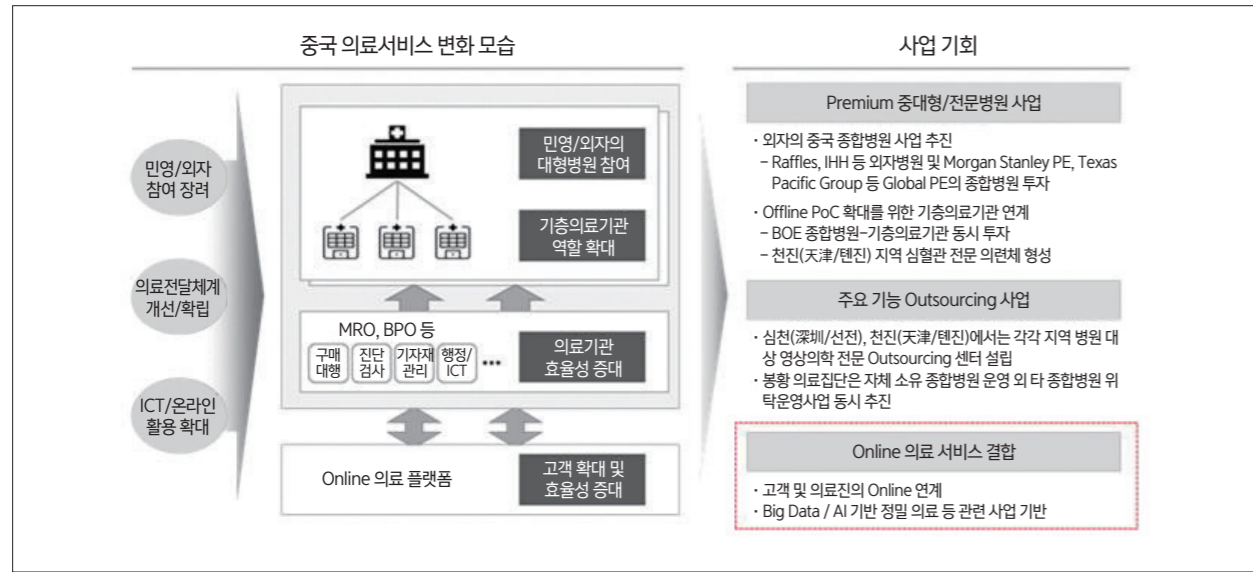 중국 의료서비스 변화 모습
민영/외자
참여 장려
의료전달체계
개선/확립
ICT/온라인
활용 확대
민영/외자의
대형병원 참여
기층의료기관
역할 확대
MRO, BPO 등
구매
대행
진단
검사
기자재
관리
행정/
ICT
•••
의료기관
효율성 증대
Online 의료 플랫폼
고객 확대 및
효율성 증대
사업 기회
Premium 중대형/전문병원 사업
· 외자의 중국 종합병원 사업 추진
– Raffles, IHH 등 외자병원 및 Morgan Stanley PE, Texas
Pacific Group 등 Global PE의 종합병원 투자
· Offline PoC 확대를 위한 기층의료기관 연계
– BOE 종합병원–기층의료기관 동시 투자
– 천진(天津/톈진) 지역 심혈관 전문 의련체 형성
주요 기능 Outsourcing 사업
· 심천(深圳/선전), 천진(天津/톈진)에서는 각각 지역 병원 대
상 영상의학 전문 Outsourcing 센터 설립
· 봉황 의료집단은 자체 소유 종합병원 운영 외 타 종합병원 위
탁운영사업 동시 추진
Online 의료 서비스 결합
· 고객 및 의료진의 Online 연계
· Big Data / AI 기반 정밀 의료 등 관련 사업 기반